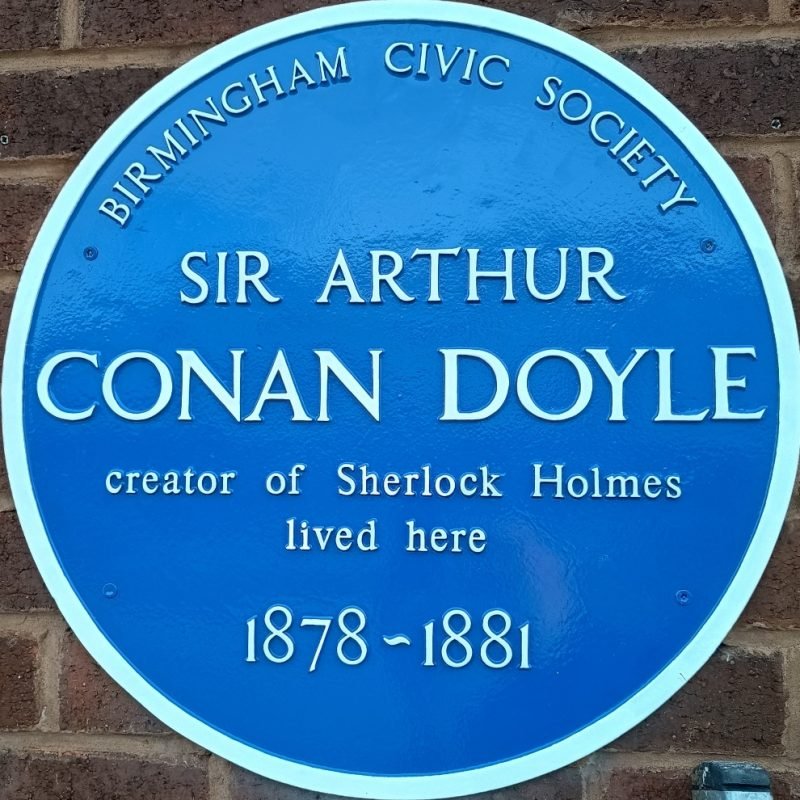 BIRMINGHAM CIVIC SOCIETY
SIR ARTHUR
CONAN DOYLE
creator of Sherlock Holmes
lived here
1878~1881